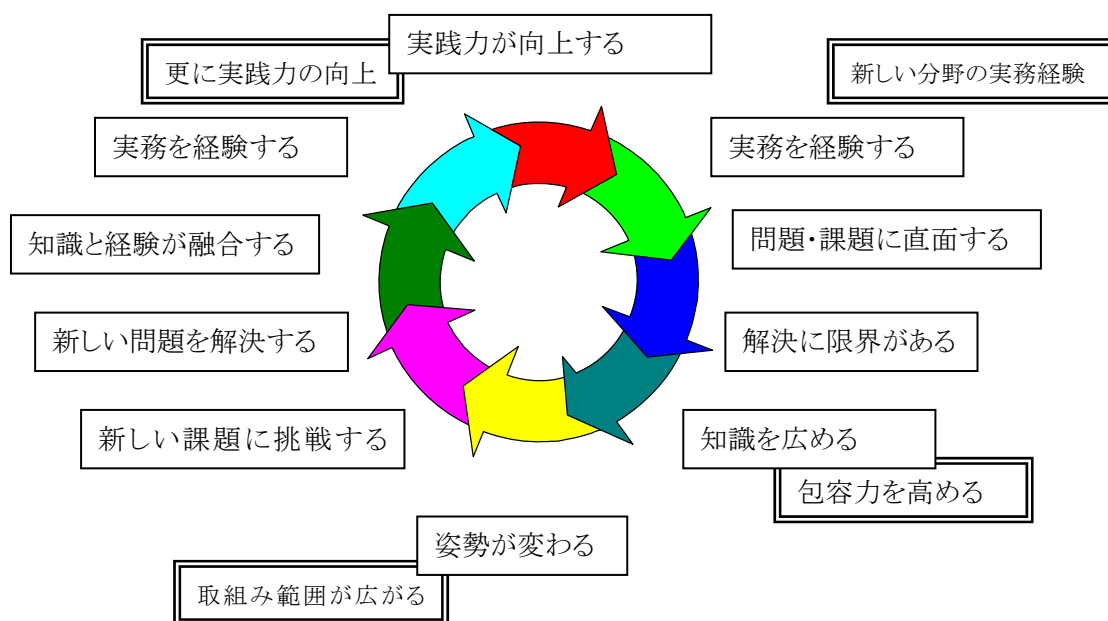 実践力が向上する
更に実践力の向上
新しい分野の実務経験
実務を経験する
実務を経験する
知識と経験が融合する
問題・課題に直面する
新しい問題を解決する
解決に限界がある
新しい課題に挑戦する
知識を広める
包容力を高める
姿勢が変わる
取組み範囲が広がる